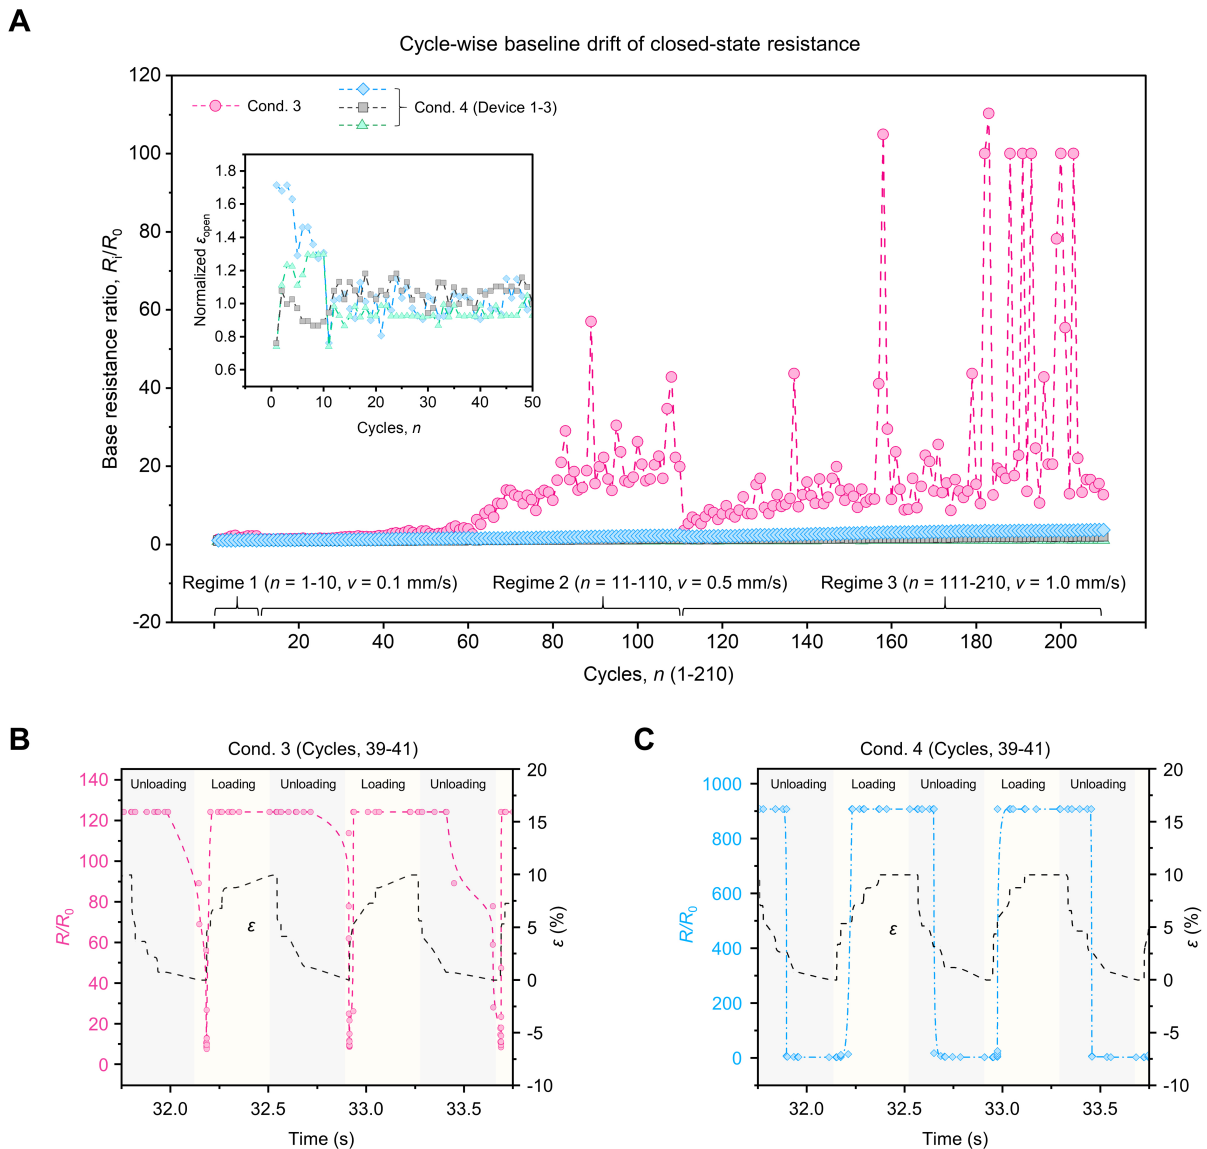 A
Cycle-wise baseline drift of closed-state resistance
Base resistance ratio, Ri/R0
120
100
80
60
40
20
0
-20
Cond. 3
Cond. 4 (Device 1-3)
Normalized εopen
1.8
1.6
1.4
1.2
1.0
0.8
0.6
0 10 20 30 40 50
Cycles, n
Regime 1 (n = 1-10, v = 0.1 mm/s)
Regime 2 (n = 11-110, v = 0.5 mm/s)
Regime 3 (n = 111-210, v = 1.0 mm/s)
20 40 60 80 100 120 140 160 180 200
Cycles, n (1-210)
B
Cond. 3 (Cycles, 39-41)
R/R0
140
120
100
80
60
40
20
0
Unloading Loading Unloading Loading Unloading
ε
20
15
10
5
0
-5
-10
ε (%)
32.0 32.5 33.0 33.5
Time (s)
C
Cond. 4 (Cycles, 39-41)
R/R0
1000
800
600
400
200
0
Unloading Loading Unloading Loading Unloading
ε
20
15
10
5
0
-5
-10
ε (%)
32.0 32.5 33.0 33.5
Time (s)